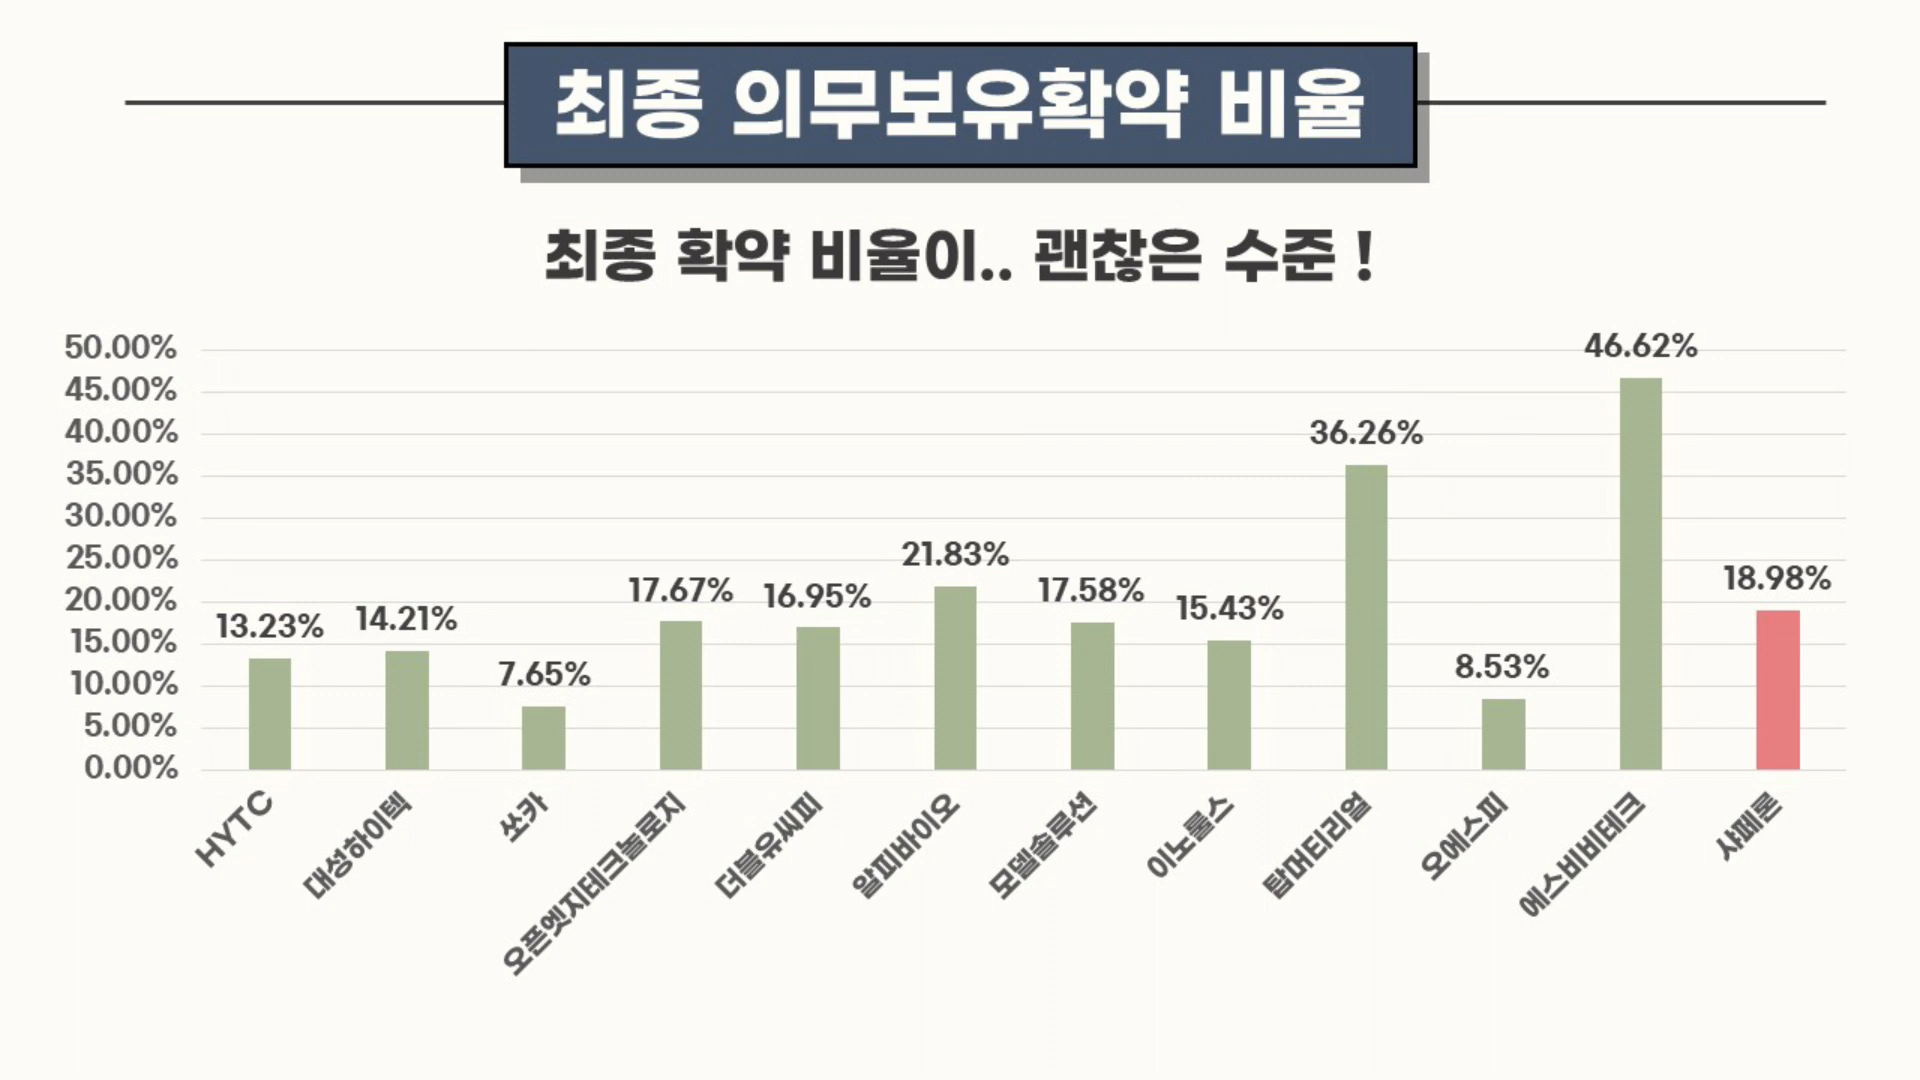 최종 의무보유확약 비율
최종 확약 비율이.. 괜찮은 수준 !
50.00%
45.00%
40.00%
35.00%
30.00%
25.00%
20.00%
15.00%
10.00%
5.00%
0.00%
13.23%
14.21%
7.65%
17.67%
16.95%
21.83%
17.58%
15.43%
36.26%
8.53%
46.62%
18.98%
HYTC
대성하이텍
쏘카
오픈엣지테크놀로지
더블유씨피
알피바이오
모델솔루션
이노룰스
탑머티리얼
오에스피
에스비비테크
샤페론